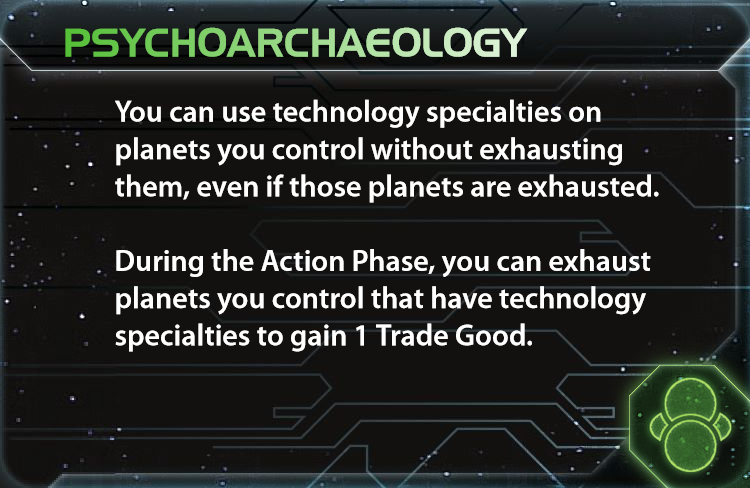 PSYCHOARCHAEOLOGY
You can use technology specialties on
planets you control without exhausting
them, even if those planets are exhausted.
During the Action Phase, you can exhaust
planets you control that have technology
specialties to gain 1 Trade Good.